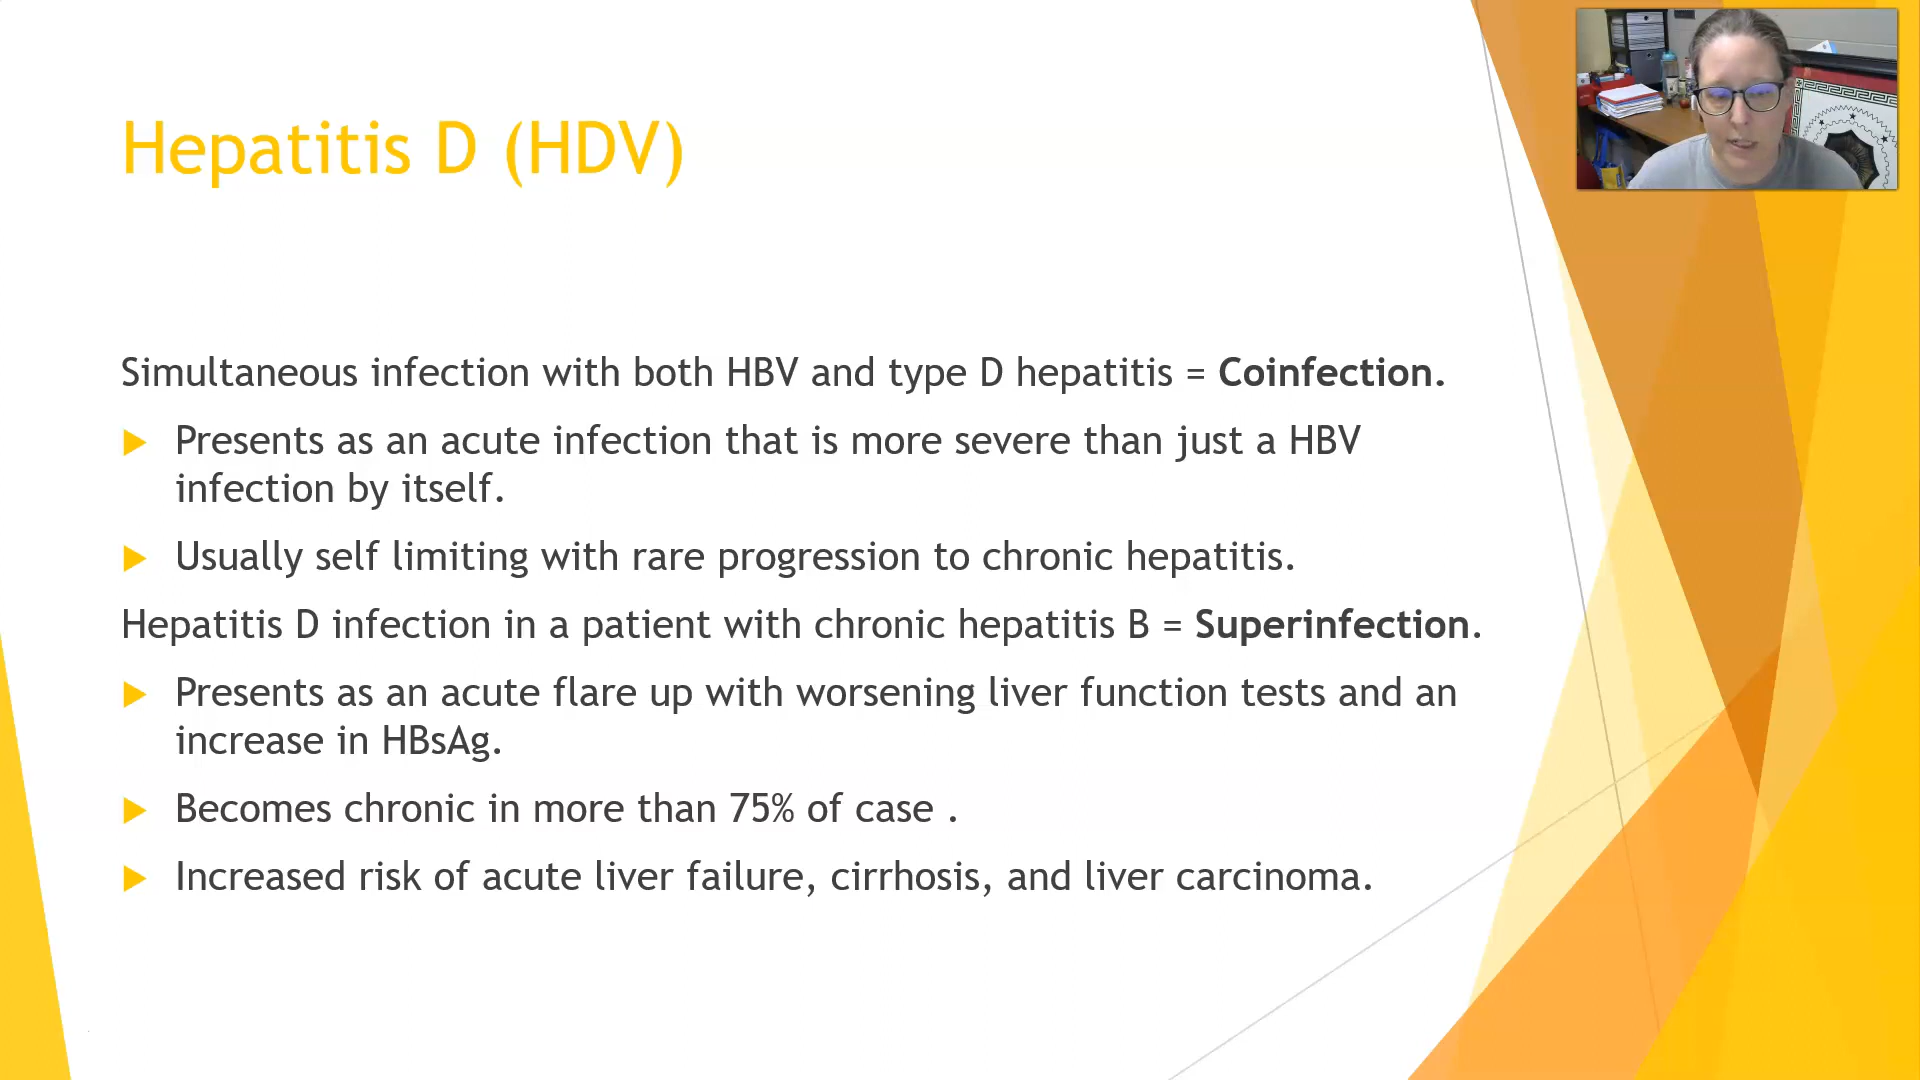 Hepatitis D (HDV)
Simultaneous infection with both HBV and type D hepatitis = Coinfection.
Presents as an acute infection that is more severe than just a HBV
infection by itself.
Usually self limiting with rare progression to chronic hepatitis.
Hepatitis D infection in a patient with chronic hepatitis B = Superinfection.
Presents as an acute flare up with worsening liver function tests and an
increase in HBsAg.
Becomes chronic in more than 75% of case .
Increased risk of acute liver failure, cirrhosis, and liver carcinoma.